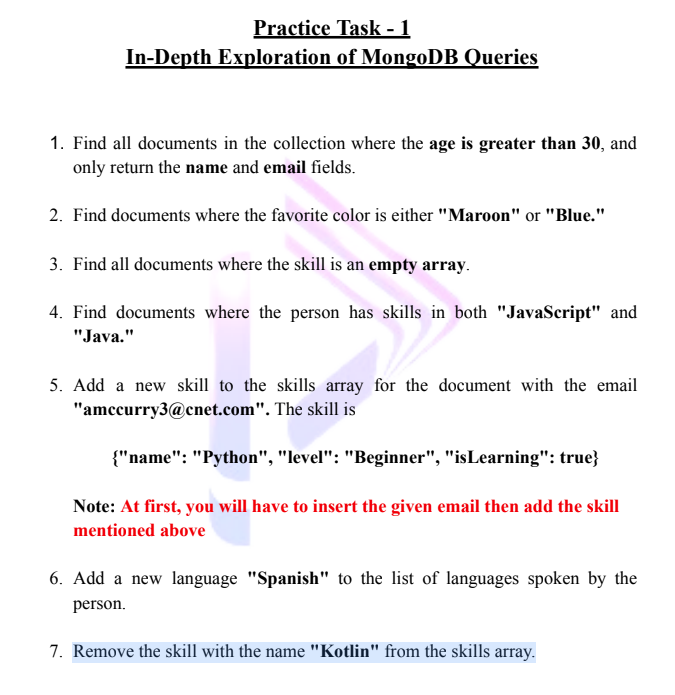 Practice Task - 1
In-Depth Exploration of MongoDB Queries
1. Find all documents in the collection where the age is greater than 30, and
only return the name and email fields.
2. Find documents where the favorite color is either "Maroon" or "Blue."
3. Find all documents where the skill is an empty array.
4. Find documents where the person has skills in both "JavaScript" and
"Java."
5. Add a new skill to the skills array for the document with the email
"amccurry3@cnet.com". The skill is
{"name": "Python", "level": "Beginner", "isLearning": true}
Note: At first, you will have to insert the given email then add the skill
mentioned above
6. Add a new language "Spanish" to the list of languages spoken by the
person.
7. Remove the skill with the name "Kotlin" from the skills array.